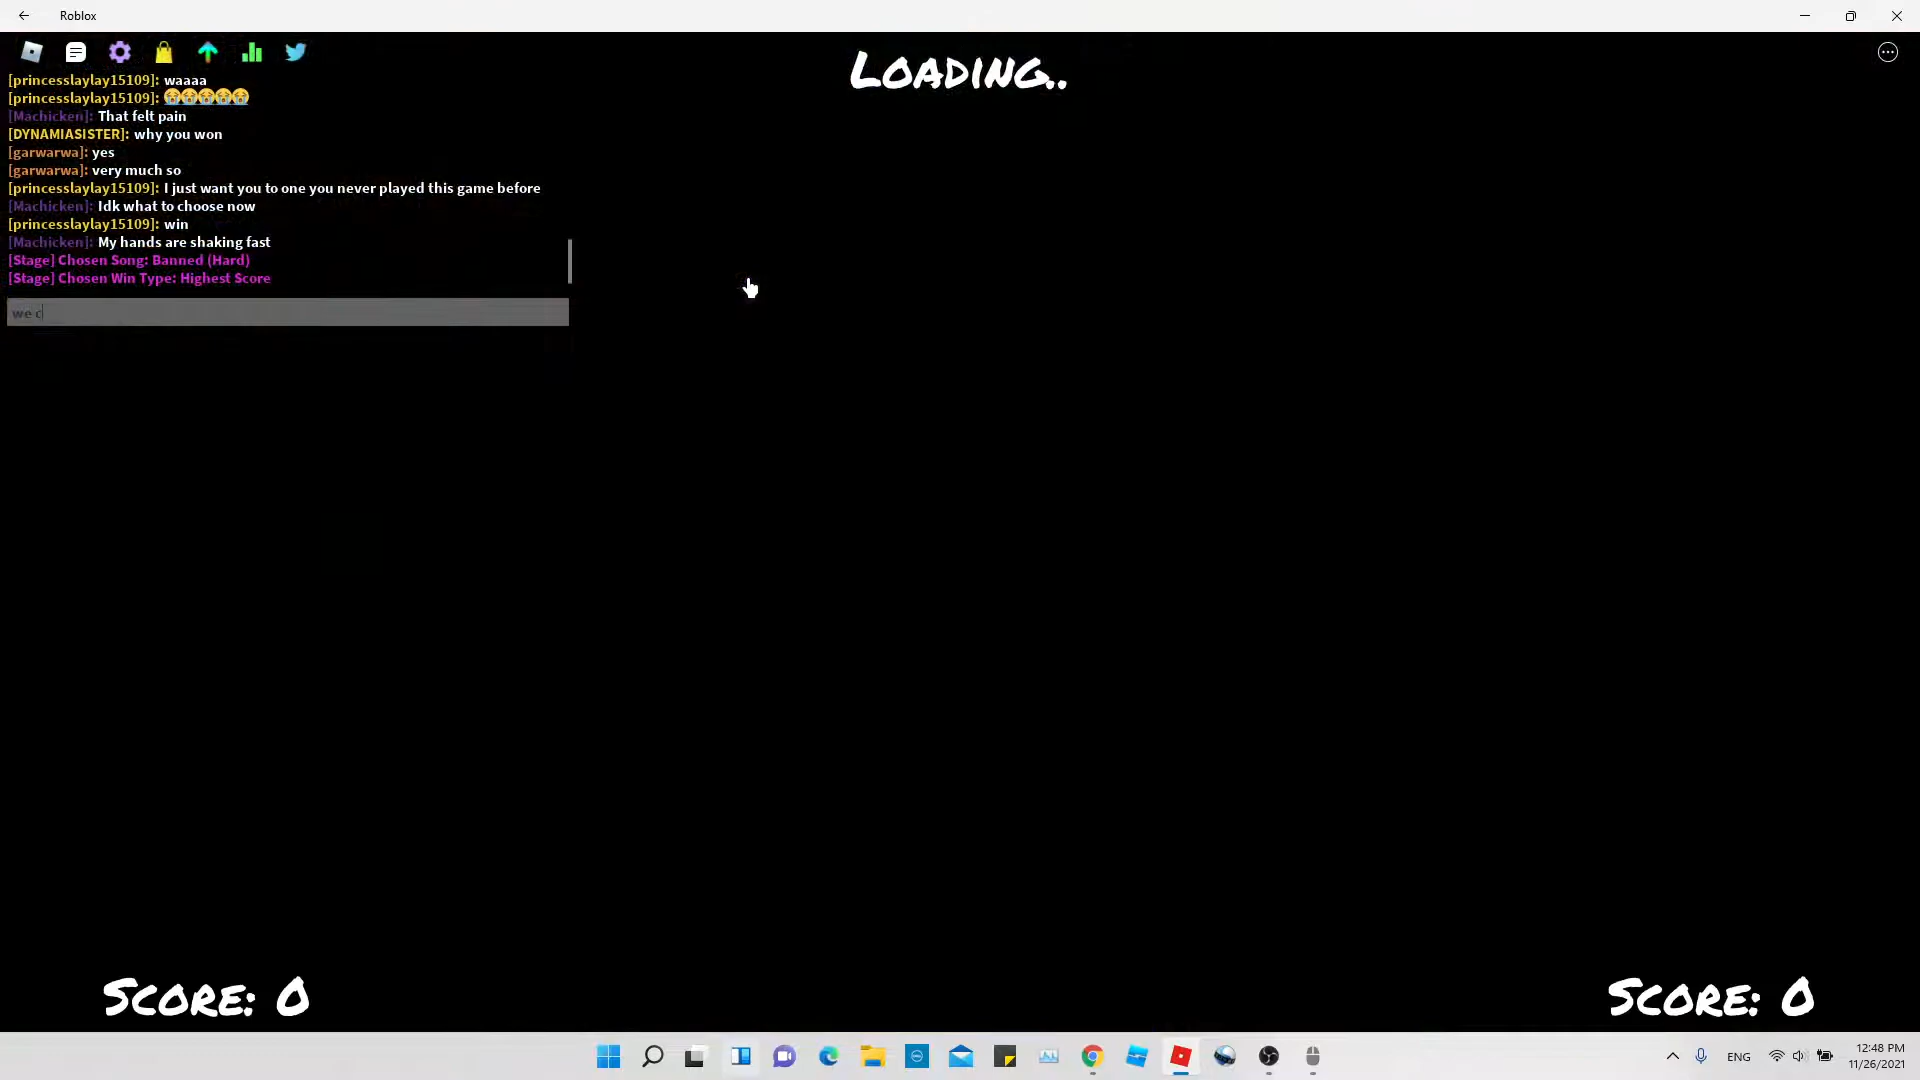 Roblox
LOADING..
[princesslaylay15109]: waaaa
[princesslaylay15109]: 😭😭😭😭😭
[Machicken]: That felt pain
[DYNAMIASISTER]: why you won
[garwarwa]: yes
[garwarwa]: very much so
[princesslaylay15109]: I just want you to one you never played this game before
[Machicken]: Idk what to choose now
[princesslaylay15109]: win
[Machicken]: My hands are shaking fast
[Stage] Chosen Song: Banned (Hard)
[Stage] Chosen Win Type: Highest Score
we c
SCORE: 0
SCORE: 0
ENG
12:48 PM
11/26/2021